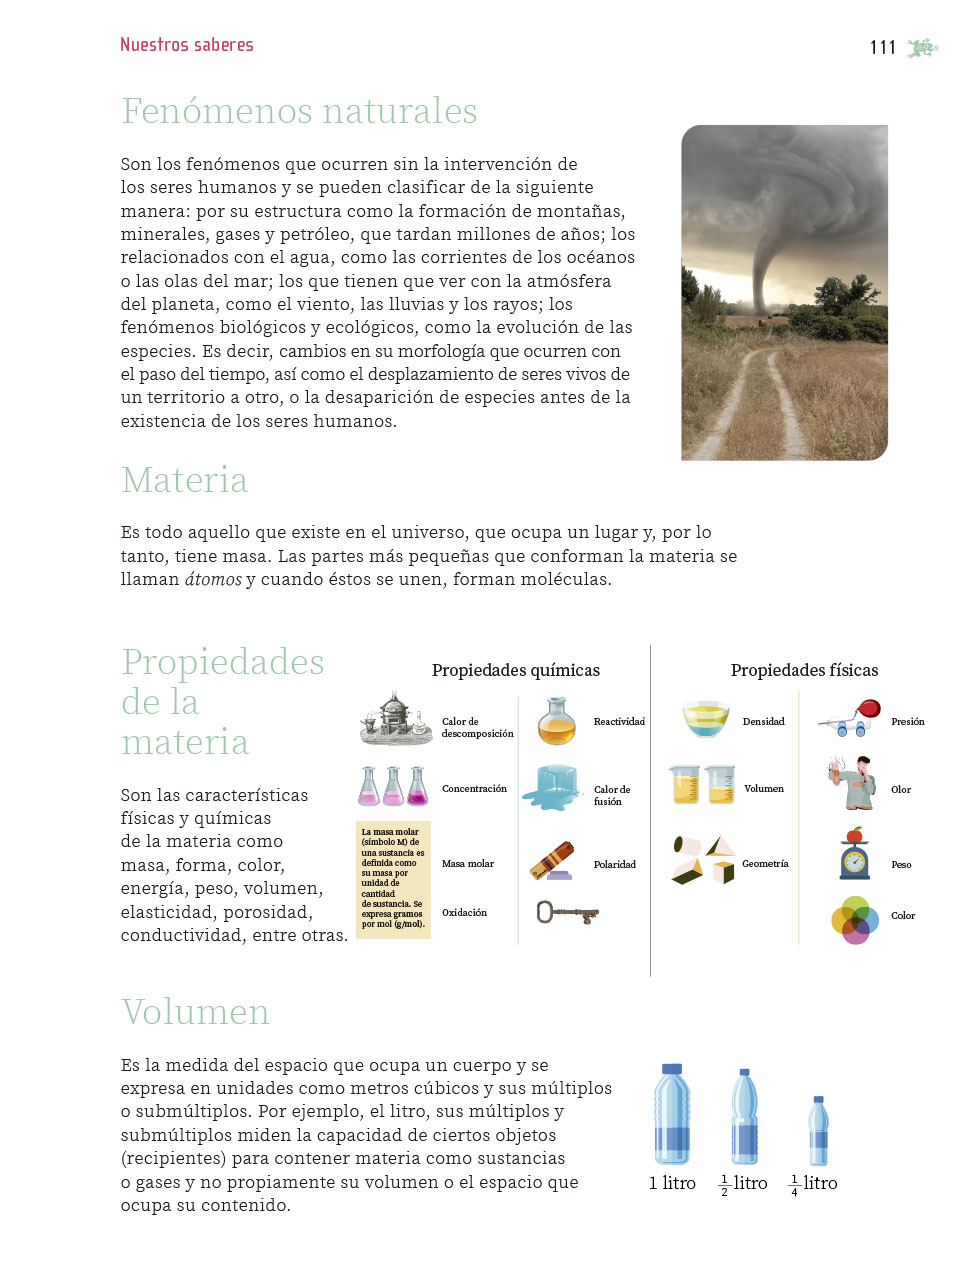 Nuestros saberes
111
Fenómenos naturales
Son los fenómenos que ocurren sin la intervención de
los seres humanos y se pueden clasificar de la siguiente
manera: por su estructura como la formación de montañas,
minerales, gases y petróleo, que tardan millones de años; los
relacionados con el agua, como las corrientes de los océanos
o las olas del mar; los que tienen que ver con la atmósfera
del planeta, como el viento, las lluvias y los rayos; los
fenómenos biológicos y ecológicos, como la evolución de las
especies. Es decir, cambios en su morfología que ocurren con
el paso del tiempo, así como el desplazamiento de seres vivos de
un territorio a otro, o la desaparición de especies antes de la
existencia de los seres humanos.
Materia
Es todo aquello que existe en el universo, que ocupa un lugar y, por lo
tanto, tiene masa. Las partes más pequeñas que conforman la materia se
llaman átomos y cuando éstos se unen, forman moléculas.
Propiedades
de la
materia
Son las características
físicas y químicas
de la materia como
masa, forma, color,
energía, peso, volumen,
elasticidad, porosidad,
conductividad, entre otras.
Propiedades químicas
Calor de
descomposición
Reactividad
Concentración
Calor de
fusión
La masa molar
(símbolo M) de
una sustancia es
definida como
su masa por
unidad de
cantidad
de sustancia. Se
expresa gramos
por mol (g/mol).
Masa molar
Polaridad
Oxidación
Propiedades físicas
Densidad
Presión
Volumen
Olor
Geometría
Peso
Color
Volumen
Es la medida del espacio que ocupa un cuerpo y se
expresa en unidades como metros cúbicos y sus múltiplos
o submúltiplos. Por ejemplo, el litro, sus múltiplos y
submúltiplos miden la capacidad de ciertos objetos
(recipientes) para contener materia como sustancias
o gases y no propiamente su volumen o el espacio que
ocupa su contenido.
1 litro
1/2 litro
1/4 litro